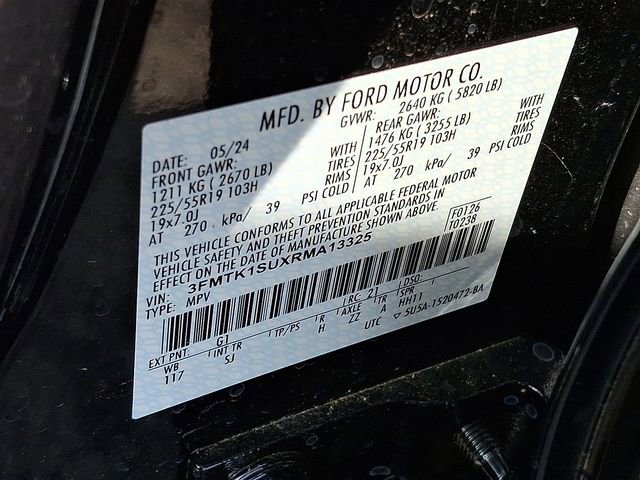 MFD. BY FORD MOTOR CO.
DATE: 05/24 GVWR: 2640 KG ( 5820 LB)
FRONT GAWR: WITH REAR GAWR: WITH
1211 KG ( 2670 LB) TIRES 1476 KG ( 3255 LB) TIRES
225/55R19 103H RIMS 225/55R19 103H RIMS
19x7.0J PSI COLD 19x7.0J PSI COLD
AT 270 kPa/ 39 AT 270 kPa/ 39
THIS VEHICLE CONFORMS TO ALL APPLICABLE FEDERAL MOTOR
VEHICLE SAFETY AND THEFT PREVENTION STANDARDS IN
EFFECT ON THE DATE OF MANUFACTURE SHOWN ABOVE.
VIN: 3FMTK1SUXRMA13325 F0126
TYPE: MPV T0238
EXT PNT: G1 RC: 21 DSO:
WB INT TR TP/PS R AXLE TR SPR
117 SJ H ZZ A HH11
UTC ▽ 5U5A-1520472-BA